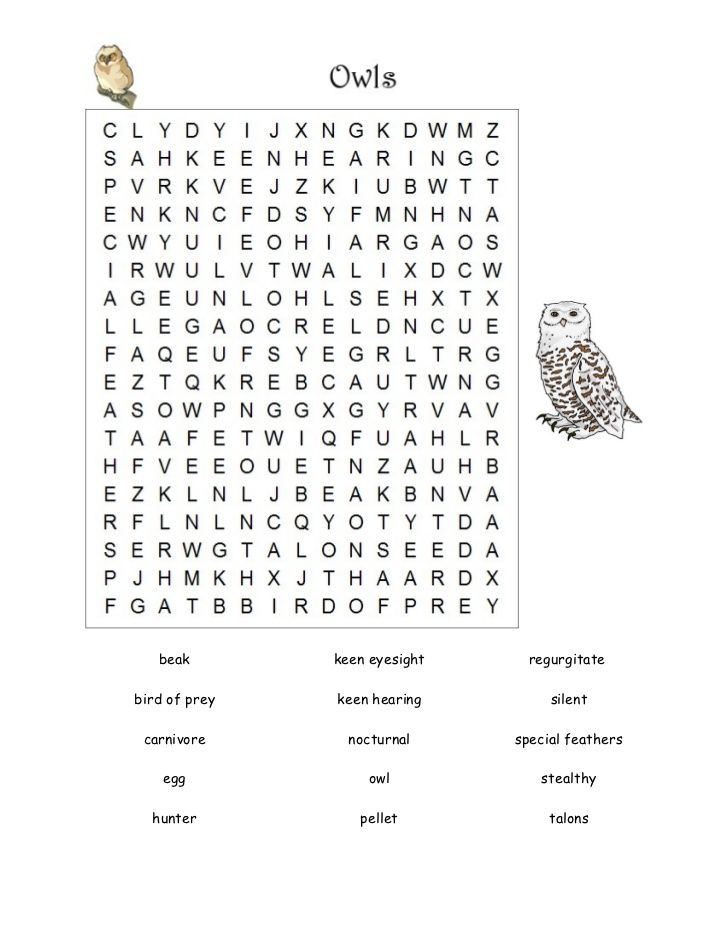 Owls
C L Y D Y I J X N G K D W M Z
S A H K E E N H E A R I N G C
P V R K V E J Z K I U B W T T
E N K N C F D S Y F M N H N A
C W Y U I E O H I A R G A O S
I R W U L V T W A L I X D C W
A G E U N L O H L S E H X T X
L L E G A O C R E L D N C U E
F A Q E U F S Y E G R L T R G
E Z T Q K R E B C A U T W N G
A S O W P N G G X G Y R V A V
T A A F E T W I Q F U A H L R
H F V E E O U E T N Z A U H B
E Z K L N L J B E A K B N V A
R F L N L N C Q Y O T Y T D A
S E R W G T A L O N S E E D A
P J H M K H X J T H A A R D X
F G A T B B I R D O F P R E Y
beak keen eyesight regurgitate
bird of prey keen hearing silent
carnivore nocturnal special feathers
egg owl stealthy
hunter pellet talons